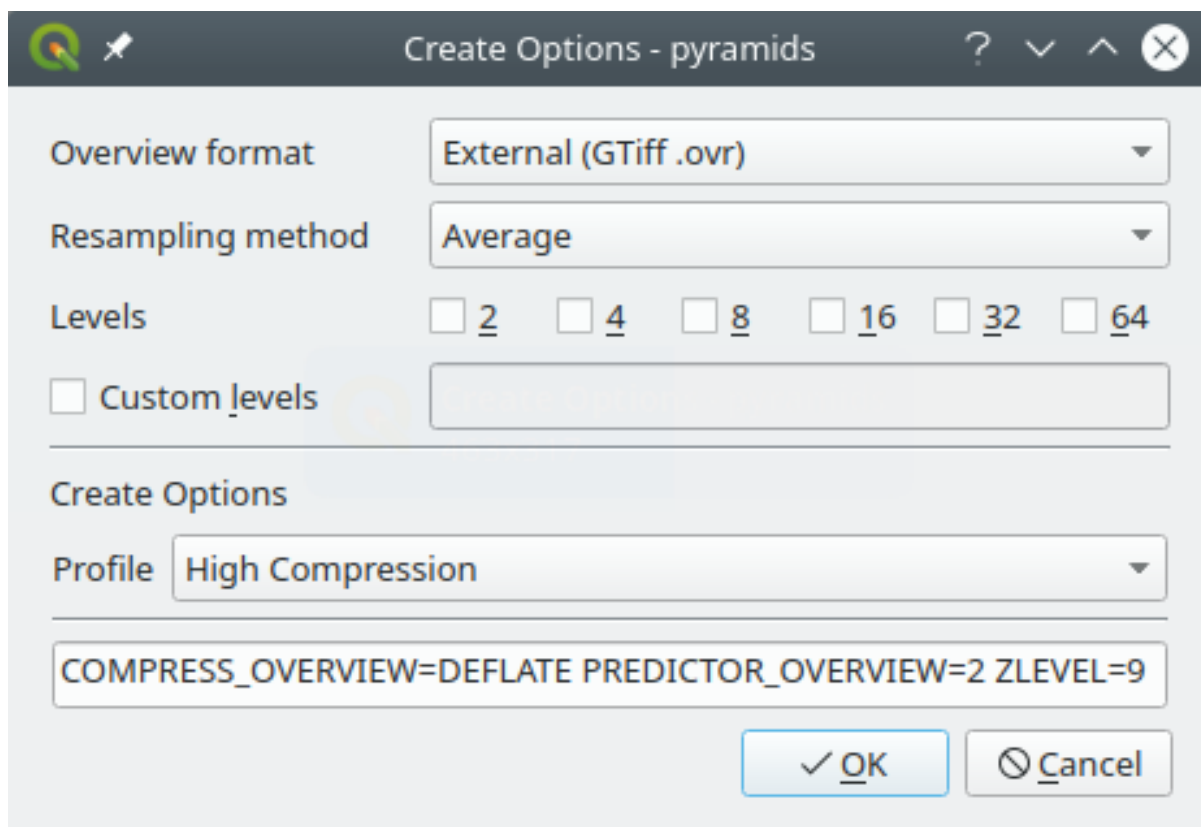 Create Options - pyramids
Overview format External (GTiff .ovr)
Resampling method Average
Levels 2 4 8 16 32 64
Custom levels
Create Options
Profile High Compression
COMPRESS_OVERVIEW=DEFLATE PREDICTOR_OVERVIEW=2 ZLEVEL=9
OK Cancel